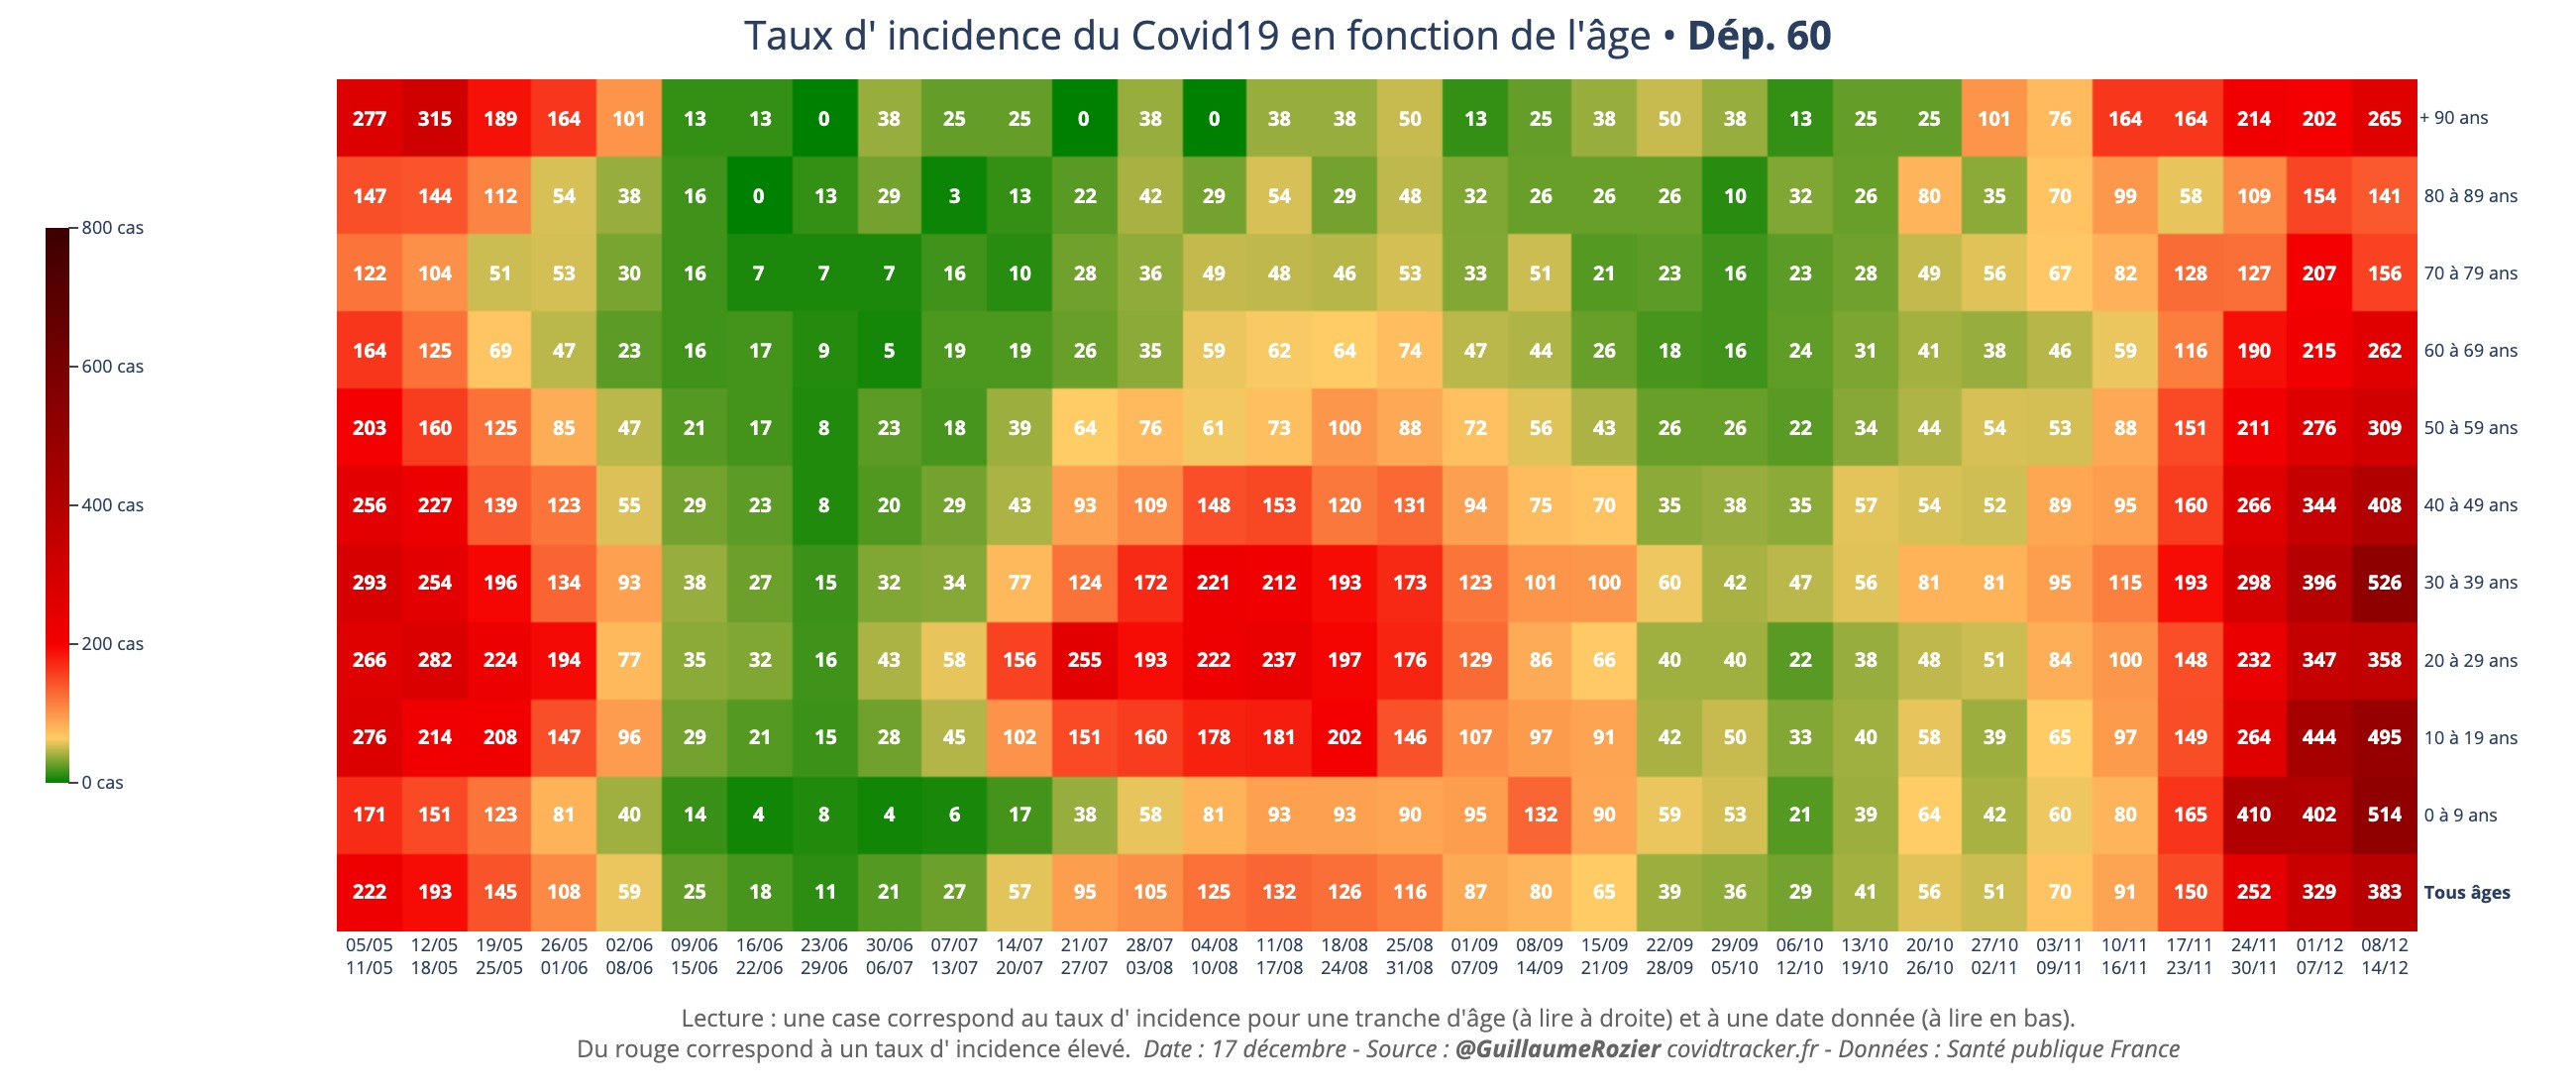 Taux d' incidence du Covid19 en fonction de l'âge • Dép. 60
277 315 189 164 101 13 13 0 38 25 25 0 38 0 38 38 50 13 25 38 50 38 13 25 25 101 76 164 164 214 202 265 + 90 ans
147 144 112 54 38 16 0 13 29 3 13 22 42 29 54 29 48 32 26 26 26 10 32 26 80 35 70 99 58 109 154 141 80 à 89 ans
800 cas
122 104 51 53 30 16 7 7 7 16 10 28 36 49 48 46 53 33 51 21 23 16 23 28 49 56 67 82 128 127 207 156 70 à 79 ans
164 125 69 47 23 16 17 9 5 19 19 26 35 59 62 64 74 47 44 26 18 16 24 31 41 38 46 59 116 190 215 262 60 à 69 ans
600 cas
203 160 125 85 47 21 17 8 23 18 39 64 76 61 73 100 88 72 56 43 26 26 22 34 44 54 53 88 151 211 276 309 50 à 59 ans
400 cas
256 227 139 123 55 29 23 8 20 29 43 93 109 148 153 120 131 94 75 70 35 38 35 57 54 52 89 95 160 266 344 408 40 à 49 ans
293 254 196 134 93 38 27 15 32 34 77 124 172 221 212 193 173 123 101 100 60 42 47 56 81 81 95 115 193 298 396 526 30 à 39 ans
200 cas
266 282 224 194 77 35 32 16 43 58 156 255 193 222 237 197 176 129 86 66 40 40 22 38 48 51 84 100 148 232 347 358 20 à 29 ans
276 214 208 147 96 29 21 15 28 45 102 151 160 178 181 202 146 107 97 91 42 50 33 40 58 39 65 97 149 264 444 495 10 à 19 ans
0 cas
171 151 123 81 40 14 4 8 4 6 17 38 58 81 93 93 90 95 132 90 59 53 21 39 64 42 60 80 165 410 402 514 0 à 9 ans
222 193 145 108 59 25 18 11 21 27 57 95 105 125 132 126 116 87 80 65 39 36 29 41 56 51 70 91 150 252 329 383 Tous âges
05/05 12/05 19/05 26/05 02/06 09/06 16/06 23/06 30/06 07/07 14/07 21/07 28/07 04/08 11/08 18/08 25/08 01/09 08/09 15/09 22/09 29/09 06/10 13/10 20/10 27/10 03/11 10/11 17/11 24/11 01/12 08/12
11/05 18/05 25/05 01/06 08/06 15/06 22/06 29/06 06/07 13/07 20/07 27/07 03/08 10/08 17/08 24/08 31/08 07/09 14/09 21/09 28/09 05/10 12/10 19/10 26/10 02/11 09/11 16/11 23/11 30/11 07/12 14/12
Lecture : une case correspond au taux d' incidence pour une tranche d'âge (à lire à droite) et à une date donnée (à lire en bas).
Du rouge correspond à un taux d' incidence élevé. Date : 17 décembre - Source : @GuillaumeRozier covidtracker.fr - Données : Santé publique France